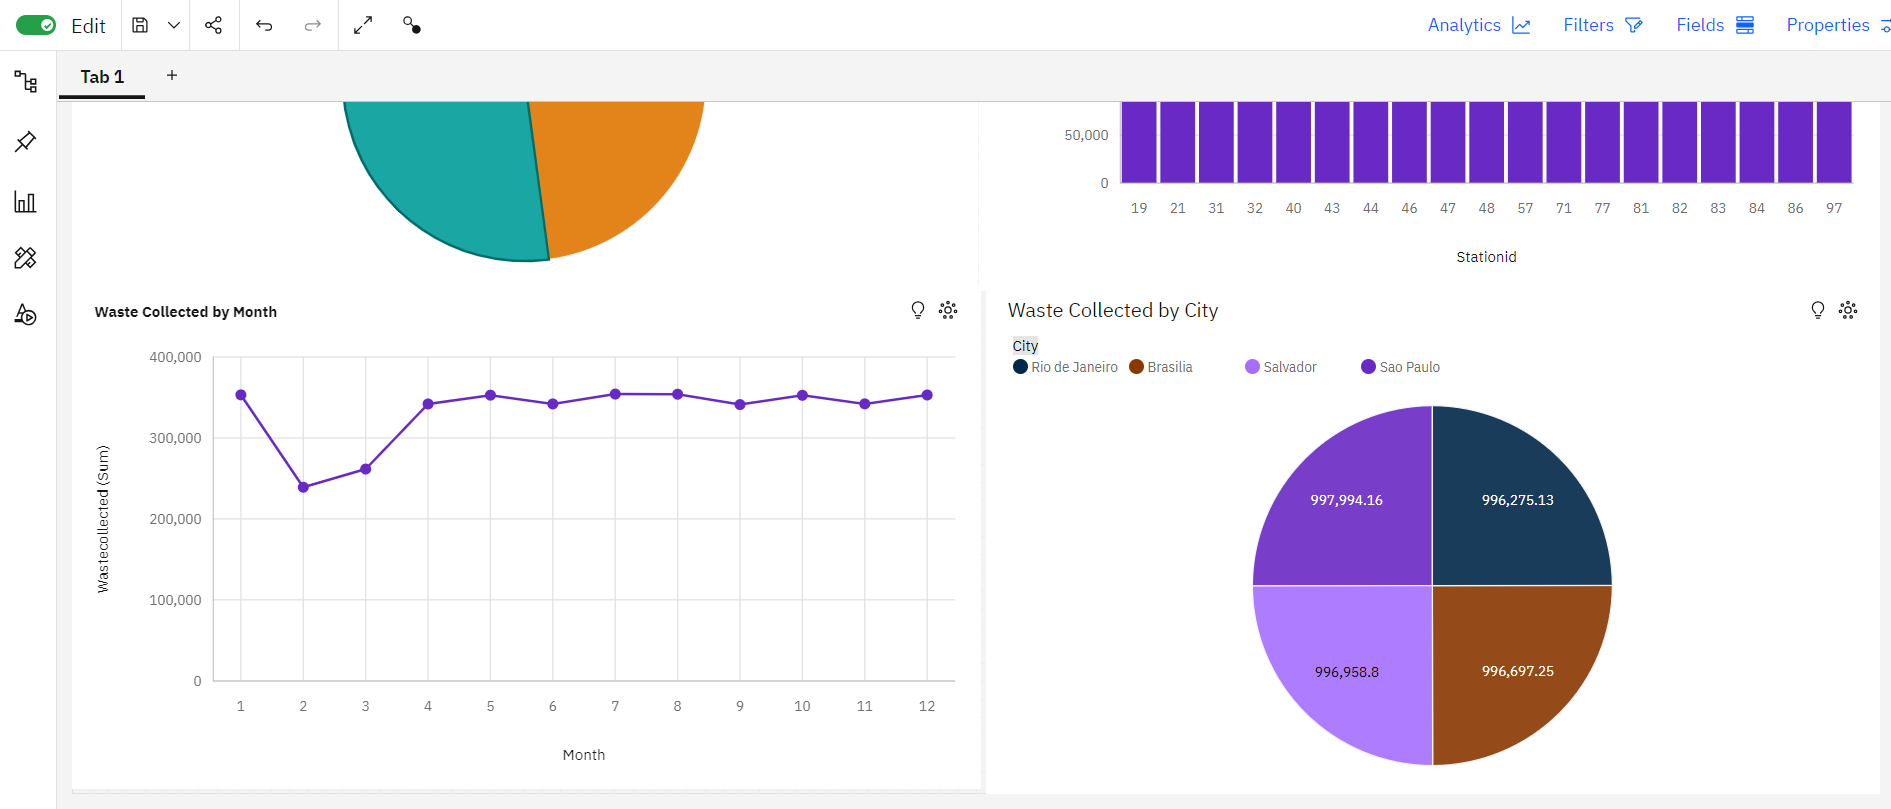 Edit
Analytics
Filters
Fields
Properties
Tab 1
+
50,000
0
19 21 31 32 40 43 44 46 47 48 57 71 77 81 82 83 84 86 97
Stationid
Waste Collected by Month
400,000
300,000
200,000
100,000
0
Wastecollected (Sum)
1 2 3 4 5 6 7 8 9 10 11 12
Month
Waste Collected by City
City
Rio de Janeiro Brasilia Salvador Sao Paulo
997,994.16 996,275.13
996,958.8 996,697.25